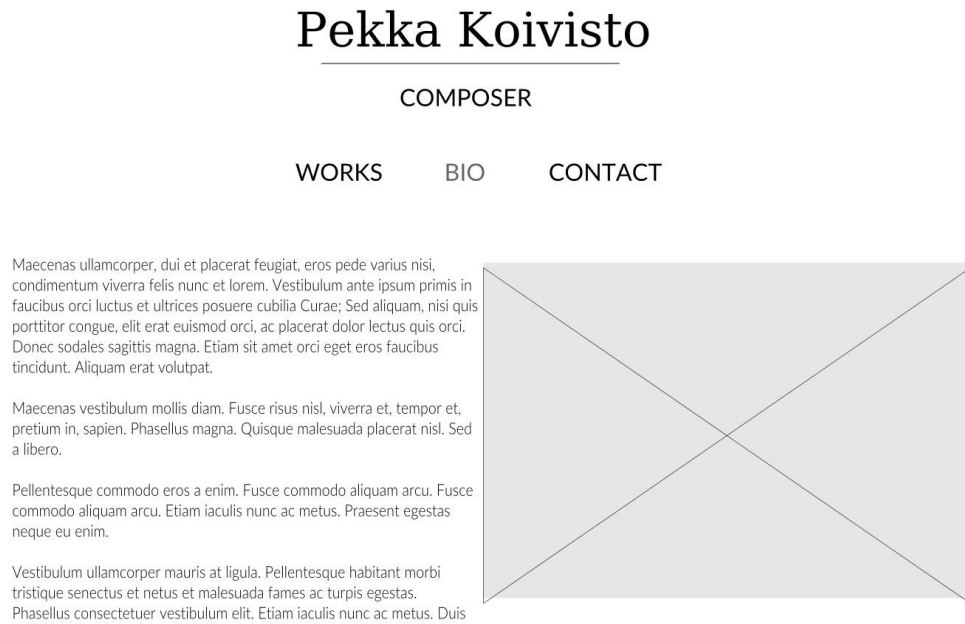 Pekka Koivisto
COMPOSER
WORKS BIO CONTACT
Maecenas ullamcorper, dui et placerat feugiat, eros pede varius nisi,
condimentum viverra felis nunc et lorem. Vestibulum ante ipsum primis in
faucibus orci luctus et ultrices posuere cubilia Curae; Sed aliquam, nisi quis
porttitor congue, elit erat euismod orci, ac placerat dolor lectus quis orci.
Donec sodales sagittis magna. Etiam sit amet orci eget eros faucibus
tincidunt. Aliquam erat volutpat.
Maecenas vestibulum mollis diam. Fusce risus nisl, viverra et, tempor et,
pretium in, sapien. Phasellus magna. Quisque malesuada placerat nisl. Sed
a libero.
Pellentesque commodo eros a enim. Fusce commodo aliquam arcu. Fusce
commodo aliquam arcu. Etiam iaculis nunc ac metus. Praesent egestas
neque eu enim.
Vestibulum ullamcorper mauris at ligula. Pellentesque habitant morbi
tristique senectus et netus et malesuada fames ac turpis egestas.
Phasellus consectetuer vestibulum elit. Etiam iaculis nunc ac metus. Duis